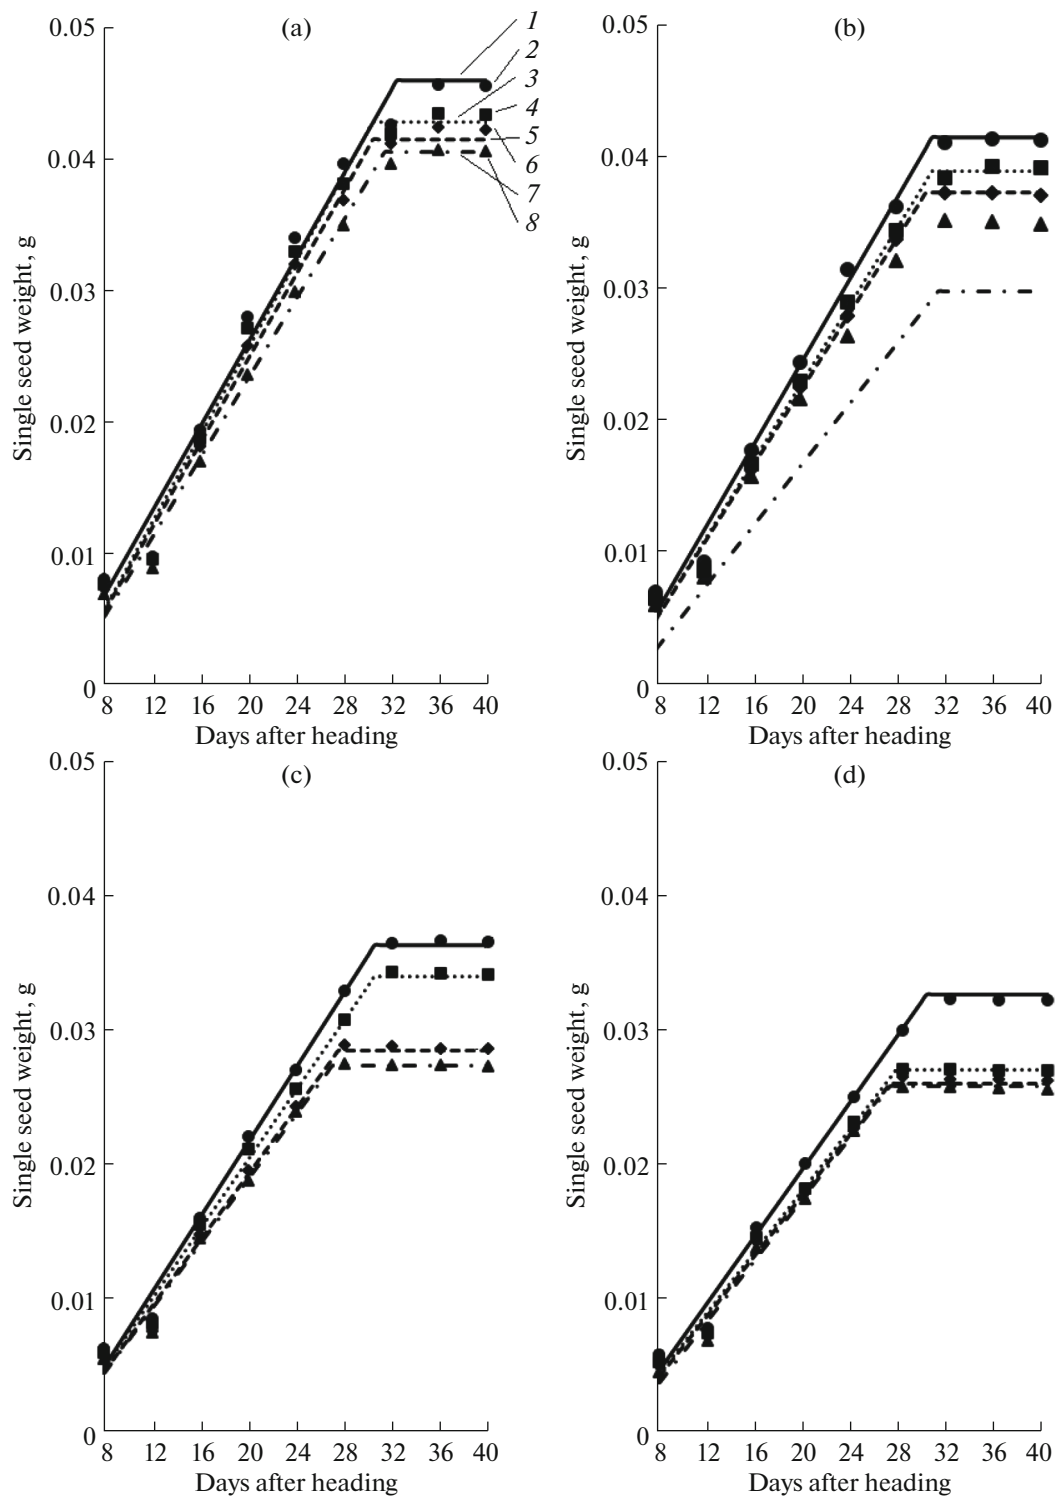 (a)
0.05
0.04
0.03
0.02
0.01
0
Single seed weight, g
8 12 16 20 24 28 32 36 40
Days after heading
1
2
3
4
5
6
7
8
(b)
0.05
0.04
0.03
0.02
0.01
0
Single seed weight, g
8 12 16 20 24 28 32 36 40
Days after heading
(c)
0.05
0.04
0.03
0.02
0.01
0
Single seed weight, g
8 12 16 20 24 28 32 36 40
Days after heading
(d)
0.05
0.04
0.03
0.02
0.01
0
Single seed weight, g
8 12 16 20 24 28 32 36 40
Days after heading